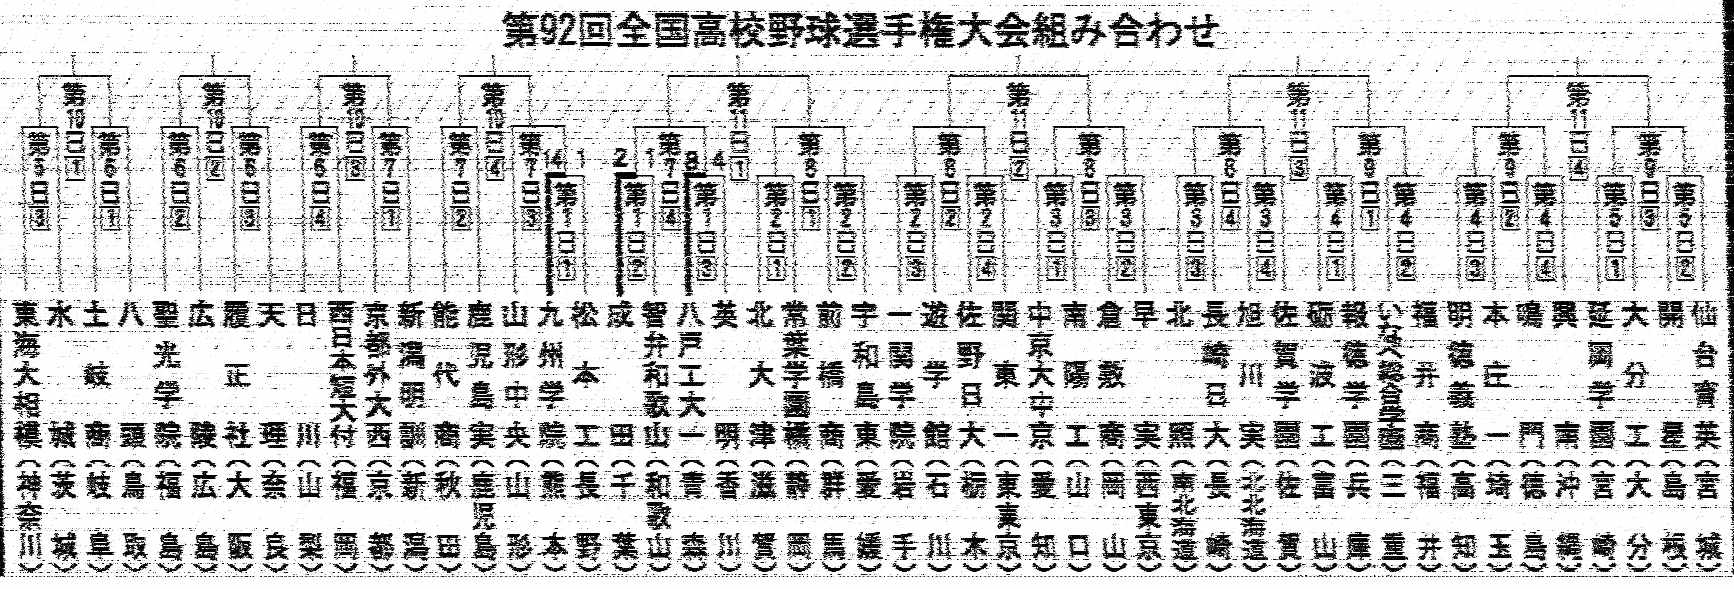 第92回全国高校野球選手権大会組み合わせ
第10日1
第10日2
第10日3
第10日4
第11日1
第11日2
第11日3
第11日4
第6日1
第6日2
第7日1
第7日2
第7日3
第7日4
第8日1
第8日2
第8日3
第8日4
第9日1
第9日2
第9日3
14 1
2 1
8 4
第1日1
第1日2
第1日3
第2日1
第2日2
第2日3
第2日4
第3日1
第3日2
第3日3
第3日4
第4日1
第4日2
第4日3
第4日4
第5日1
第5日2
東海大相模(神奈川)
水城(茨城)
土岐商(岐阜)
八頭(鳥取)
聖光学院(福島)
広陵(広島)
履正社(大阪)
天理(奈良)
日川(山梨)
西日本短大付(福岡)
京都外大西(京都)
新潟明訓(新潟)
能代商(秋田)
鹿児島実(鹿児島)
山形中央(山形)
九州学院(熊本)
松本工(長野)
成田(千葉)
智弁和歌山(和歌山)
八戸工大一(青森)
英明(香川)
北大津(滋賀)
常葉学園橘(静岡)
前橋商(群馬)
宇和島東(愛媛)
一関学院(岩手)
遊学館(石川)
佐野日大(栃木)
関東一(東東京)
中京大中京(愛知)
南陽工(山口)
倉敷商(岡山)
早実(西東京)
北照(南北海道)
長崎日大(長崎)
旭川実(北北海道)
佐賀学園(佐賀)
砺波工(富山)
報徳学園(兵庫)
いなべ総合学園(三重)
福井商(福井)
明徳義塾(高知)
本庄一(埼玉)
鳴門(徳島)
興南(沖縄)
延岡学園(宮崎)
大分工(大分)
開星(島根)
仙台育英(宮城)